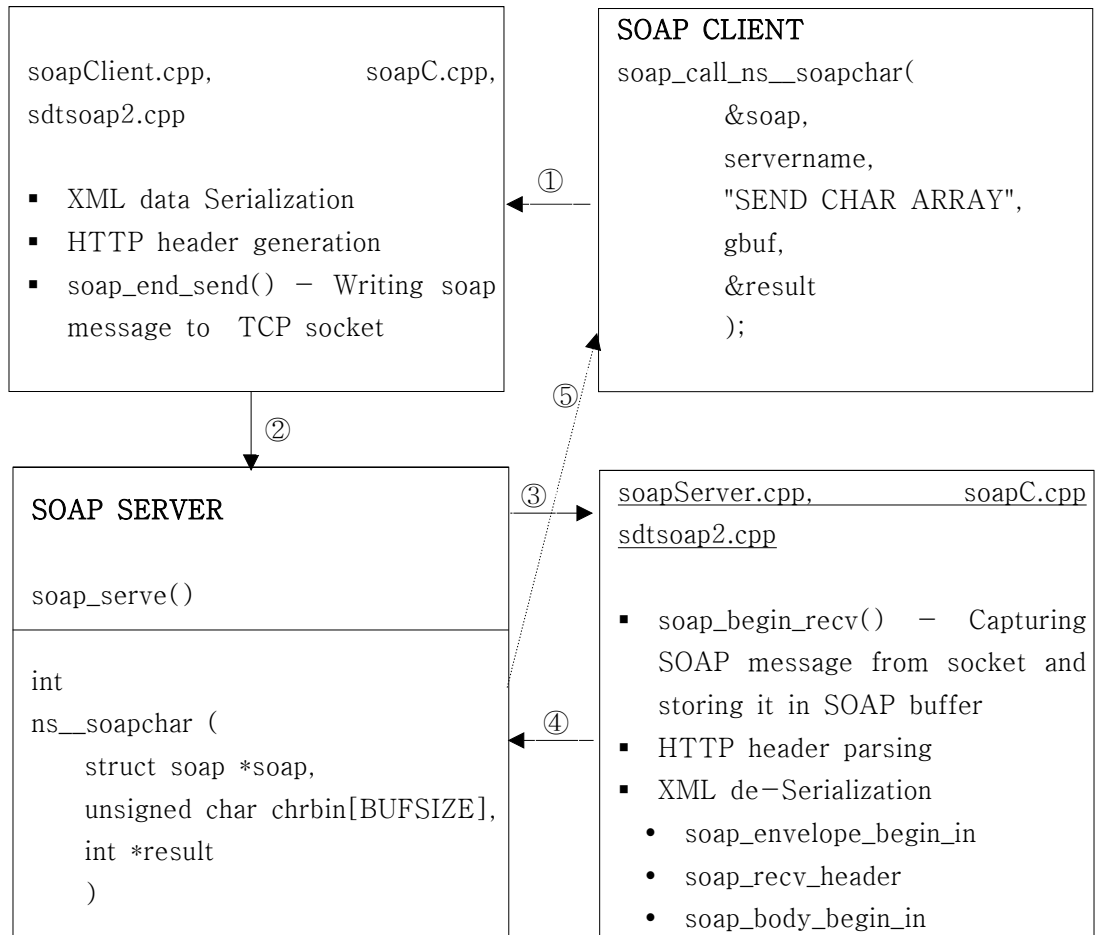 soapClient.cpp, soapC.cpp,
sdtsoap2.cpp
▪ XML data Serialization
▪ HTTP header generation
▪ soap_end_send() – Writing soap
message to TCP socket
①
SOAP CLIENT
soap_call_ns__soapchar(
&soap,
servername,
"SEND CHAR ARRAY",
gbuf,
&result
);
②
⑤
SOAP SERVER
soap_serve()
int
ns__soapchar (
struct soap *soap,
unsigned char chrbin[BUFSIZE],
int *result
)
③
④
soapServer.cpp, soapC.cpp
sdtsoap2.cpp
▪ soap_begin_recv() – Capturing
SOAP message from socket and
storing it in SOAP buffer
▪ HTTP header parsing
▪ XML de-Serialization
• soap_envelope_begin_in
• soap_recv_header
• soap_body_begin_in